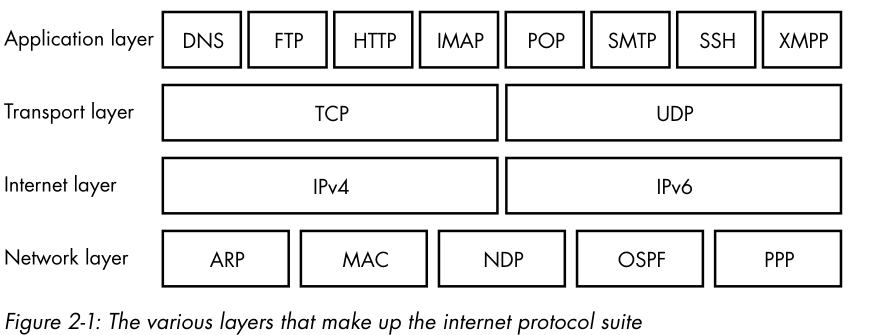 Application layer DNS FTP HTTP IMAP POP SMTP SSH XMPP
Transport layer TCP UDP
Internet layer IPv4 IPv6
Network layer ARP MAC NDP OSPF PPP
Figure 2-1: The various layers that make up the internet protocol suite